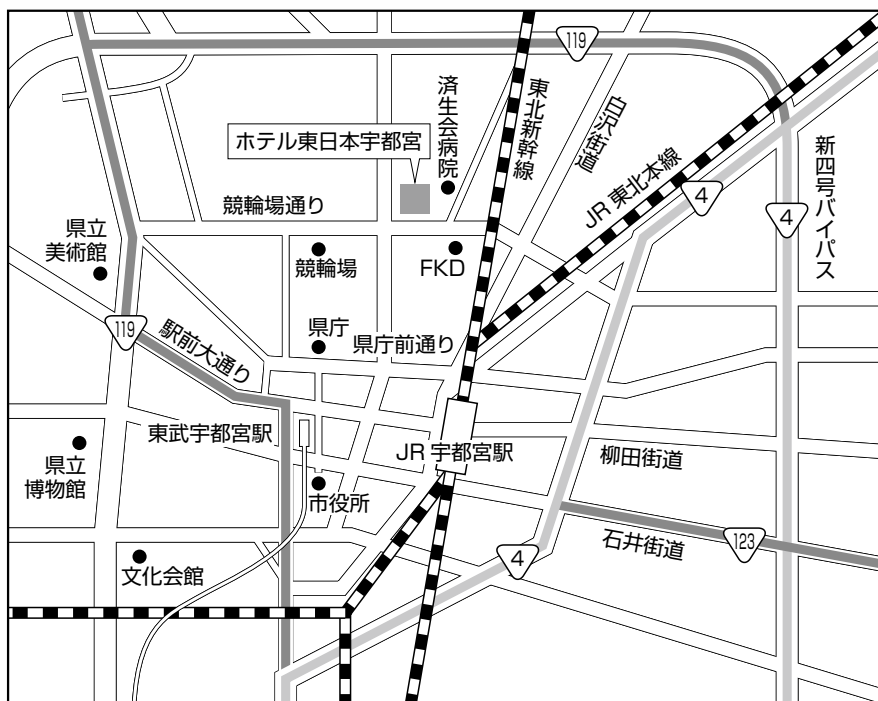 119
済生会病院
東北新幹線
白沢街道
ホテル東日本宇都宮
新四号バイパス
JR東北本線
4
4
競輪場通り
県立
美術館
競輪場
FKD
119
駅前大通り
県庁
県庁前通り
東武宇都宮駅
JR宇都宮駅
柳田街道
県立
博物館
市役所
石井街道
123
文化会館
4